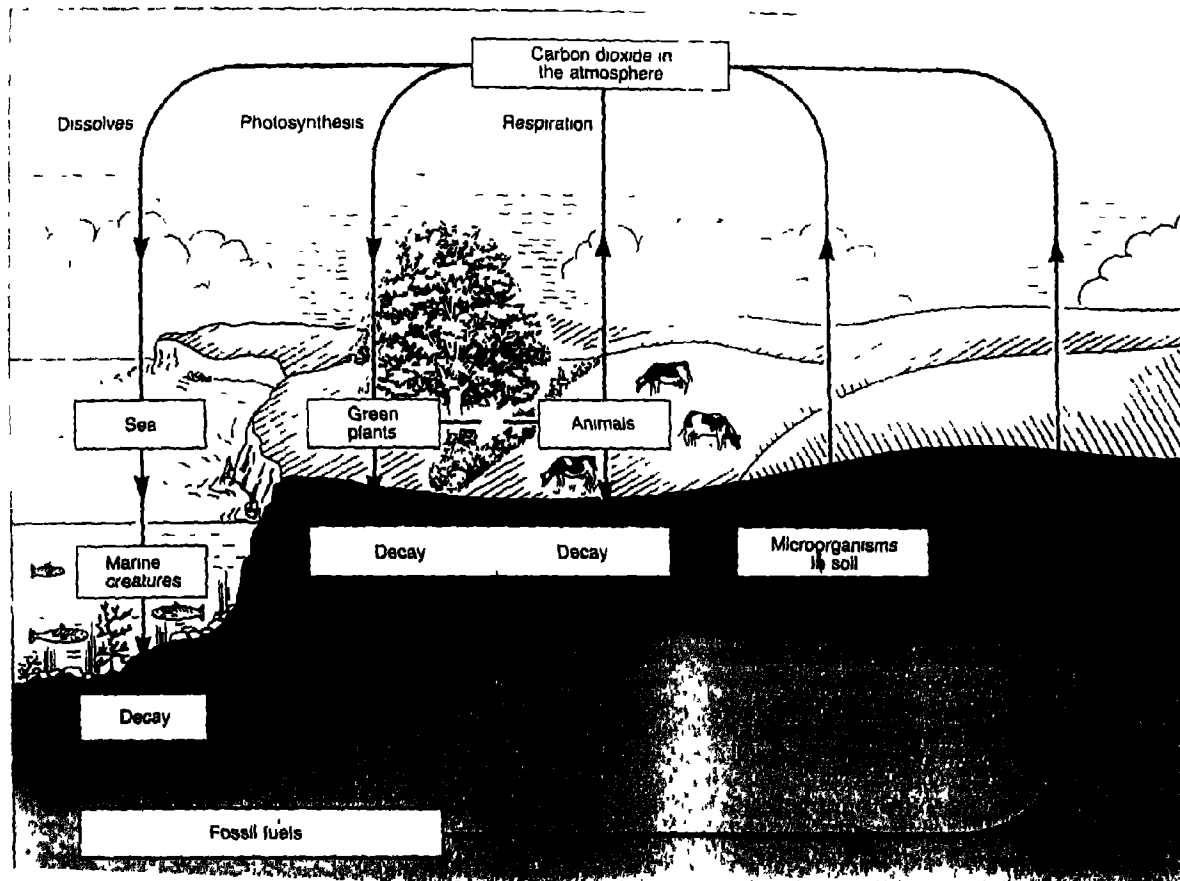 Carbon dioxide in
the atmosphere
Dissolves
Photosynthesis
Respiration
Sea
Green
plants
Animals
Decay
Decay
Microorganisms
in soil
Marine
creatures
Decay
Fossil fuels